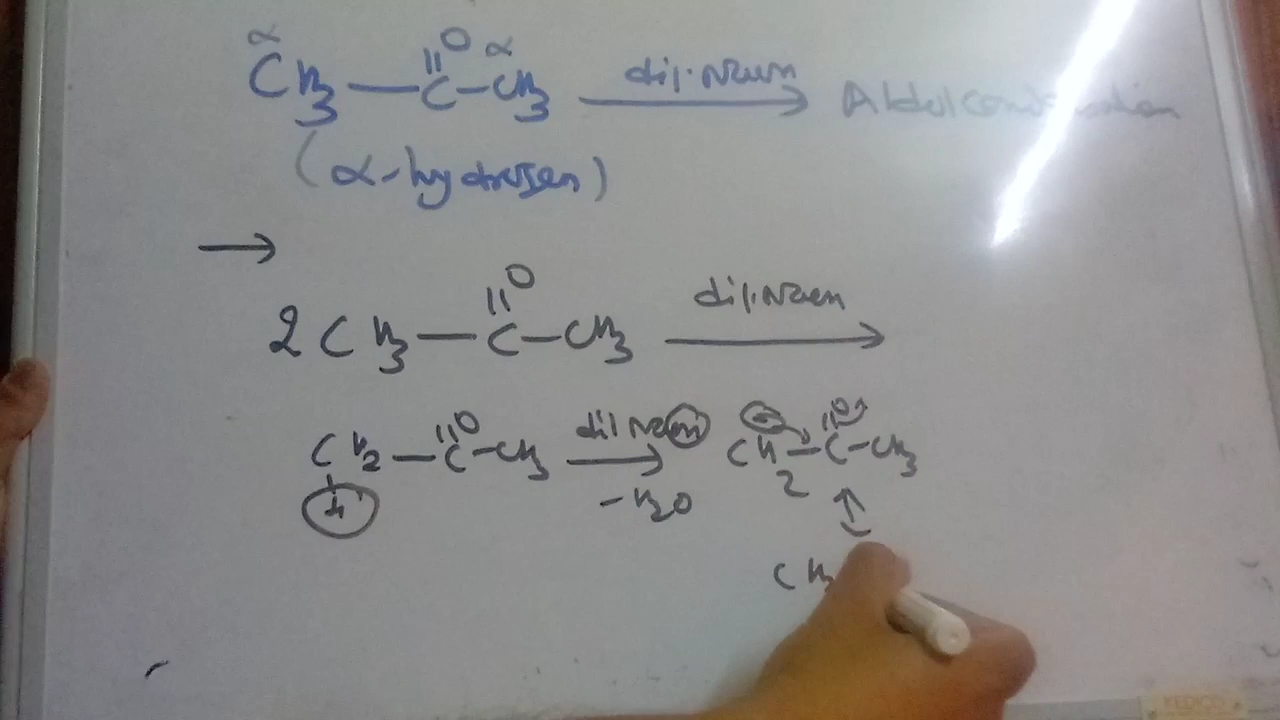 α O α
CH3 — C — CH3 dil. NaOH → Aldol condensation
(α-hydrogen)
→
O
2 CH3 — C — CH3 dil. NaOH →
O dil NaOH ⊖ O
CH2 — C — CH3 → CH2 — C — CH3
H -H2O
CH